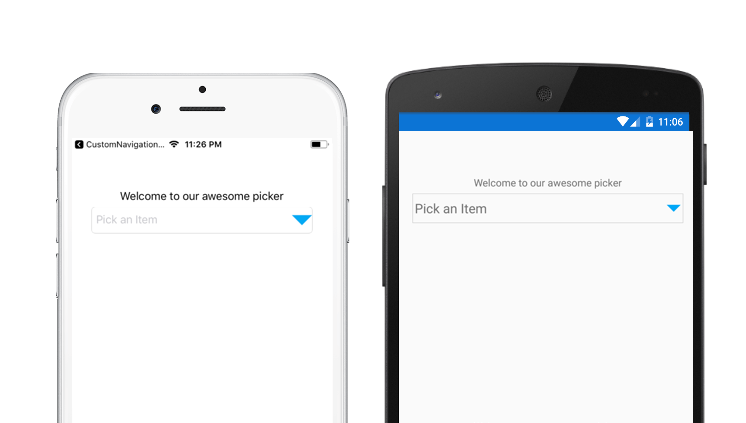 CustomNavigation... 11:26 PM
Welcome to our awesome picker
Pick an Item
11:06
Welcome to our awesome picker
Pick an Item